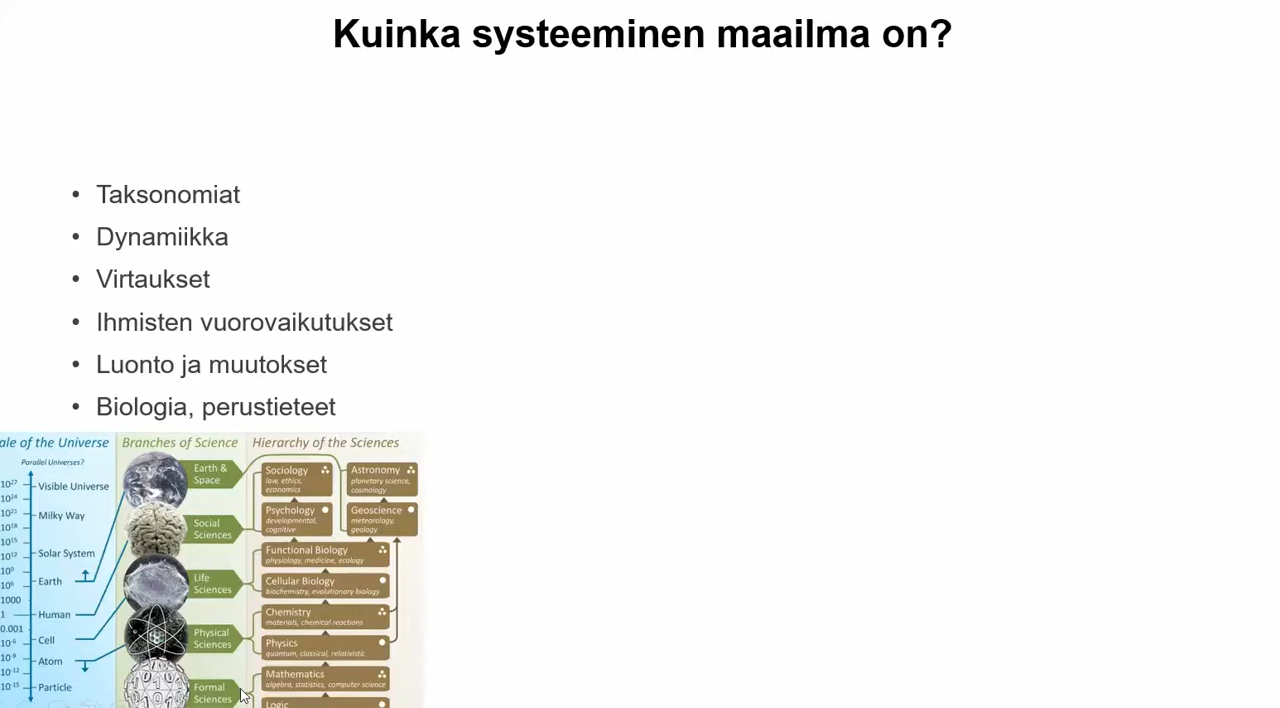 Kuinka systeeminen maailma on?
• Taksonomiat
• Dynamiikka
• Virtaukset
• Ihmisten vuorovaikutukset
• Luonto ja muutokset
• Biologia, perustieteet
ale of the Universe
Parallel Universes?
10²⁷
Visible Universe
10²⁴
10²¹
Milky Way
10¹⁸
10¹⁵
10¹²
Solar System
10⁹
10⁶
Earth
1000
1
Human
0.001
10⁻⁶
Cell
10⁻⁹
Atom
10⁻¹²
10⁻¹⁵
Particle
Branches of Science
Earth &
Space
Social
Sciences
Life
Sciences
Physical
Sciences
Formal
Sciences
Hierarchy of the Sciences
Sociology
law, ethics,
economics
Astronomy
planetary science,
cosmology
Psychology
developmental,
cognitive
Geoscience
meteorology,
geology
Functional Biology
physiology, medicine, ecology
Cellular Biology
biochemistry, evolutionary biology
Chemistry
materials, chemical reactions
Physics
quantum, classical, relativistic
Mathematics
algebra, statistics, computer science
Logic